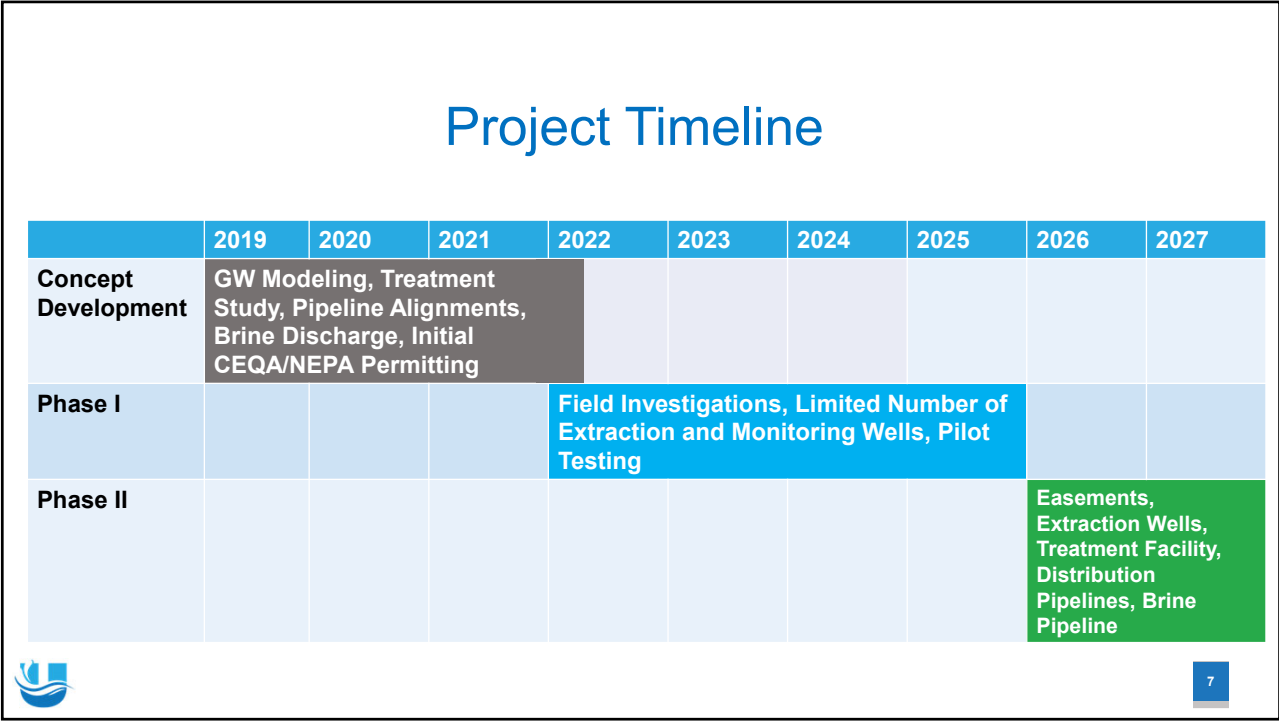 Project Timeline
2019 2020 2021 2022 2023 2024 2025 2026 2027
Concept
Development
GW Modeling, Treatment
Study, Pipeline Alignments,
Brine Discharge, Initial
CEQA/NEPA Permitting
Phase I
Field Investigations, Limited Number of
Extraction and Monitoring Wells, Pilot
Testing
Phase II
Easements,
Extraction Wells,
Treatment Facility,
Distribution
Pipelines, Brine
Pipeline
7